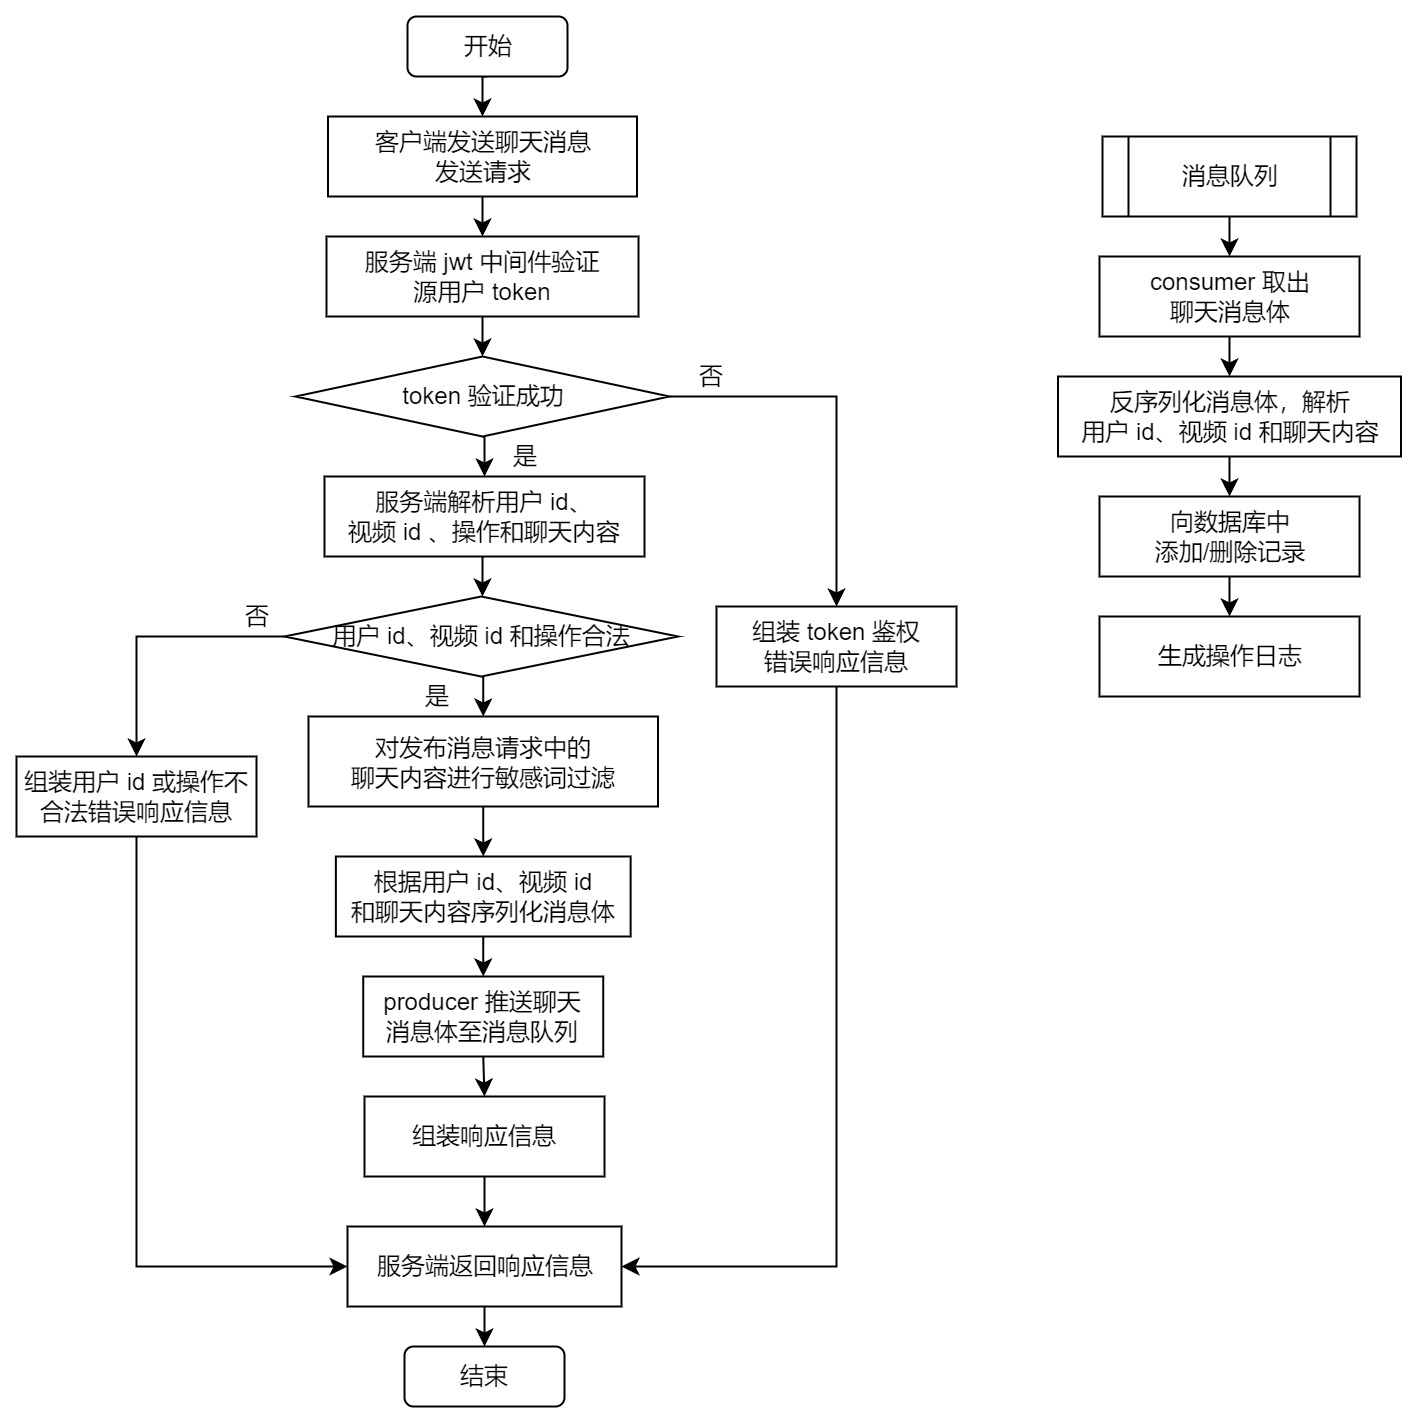 开始
客户端发送聊天消息
发送请求
服务端 jwt 中间件验证
源用户 token
token 验证成功
否
是
服务端解析用户 id、
视频 id 、操作和聊天内容
否
用户 id、视频 id 和操作合法
是
组装 token 鉴权
错误响应信息
对发布消息请求中的
聊天内容进行敏感词过滤
组装用户 id 或操作不
合法错误响应信息
根据用户 id、视频 id
和聊天内容序列化消息体
producer 推送聊天
消息体至消息队列
组装响应信息
服务端返回响应信息
结束
消息队列
consumer 取出
聊天消息体
反序列化消息体，解析
用户 id、视频 id 和聊天内容
向数据库中
添加/删除记录
生成操作日志